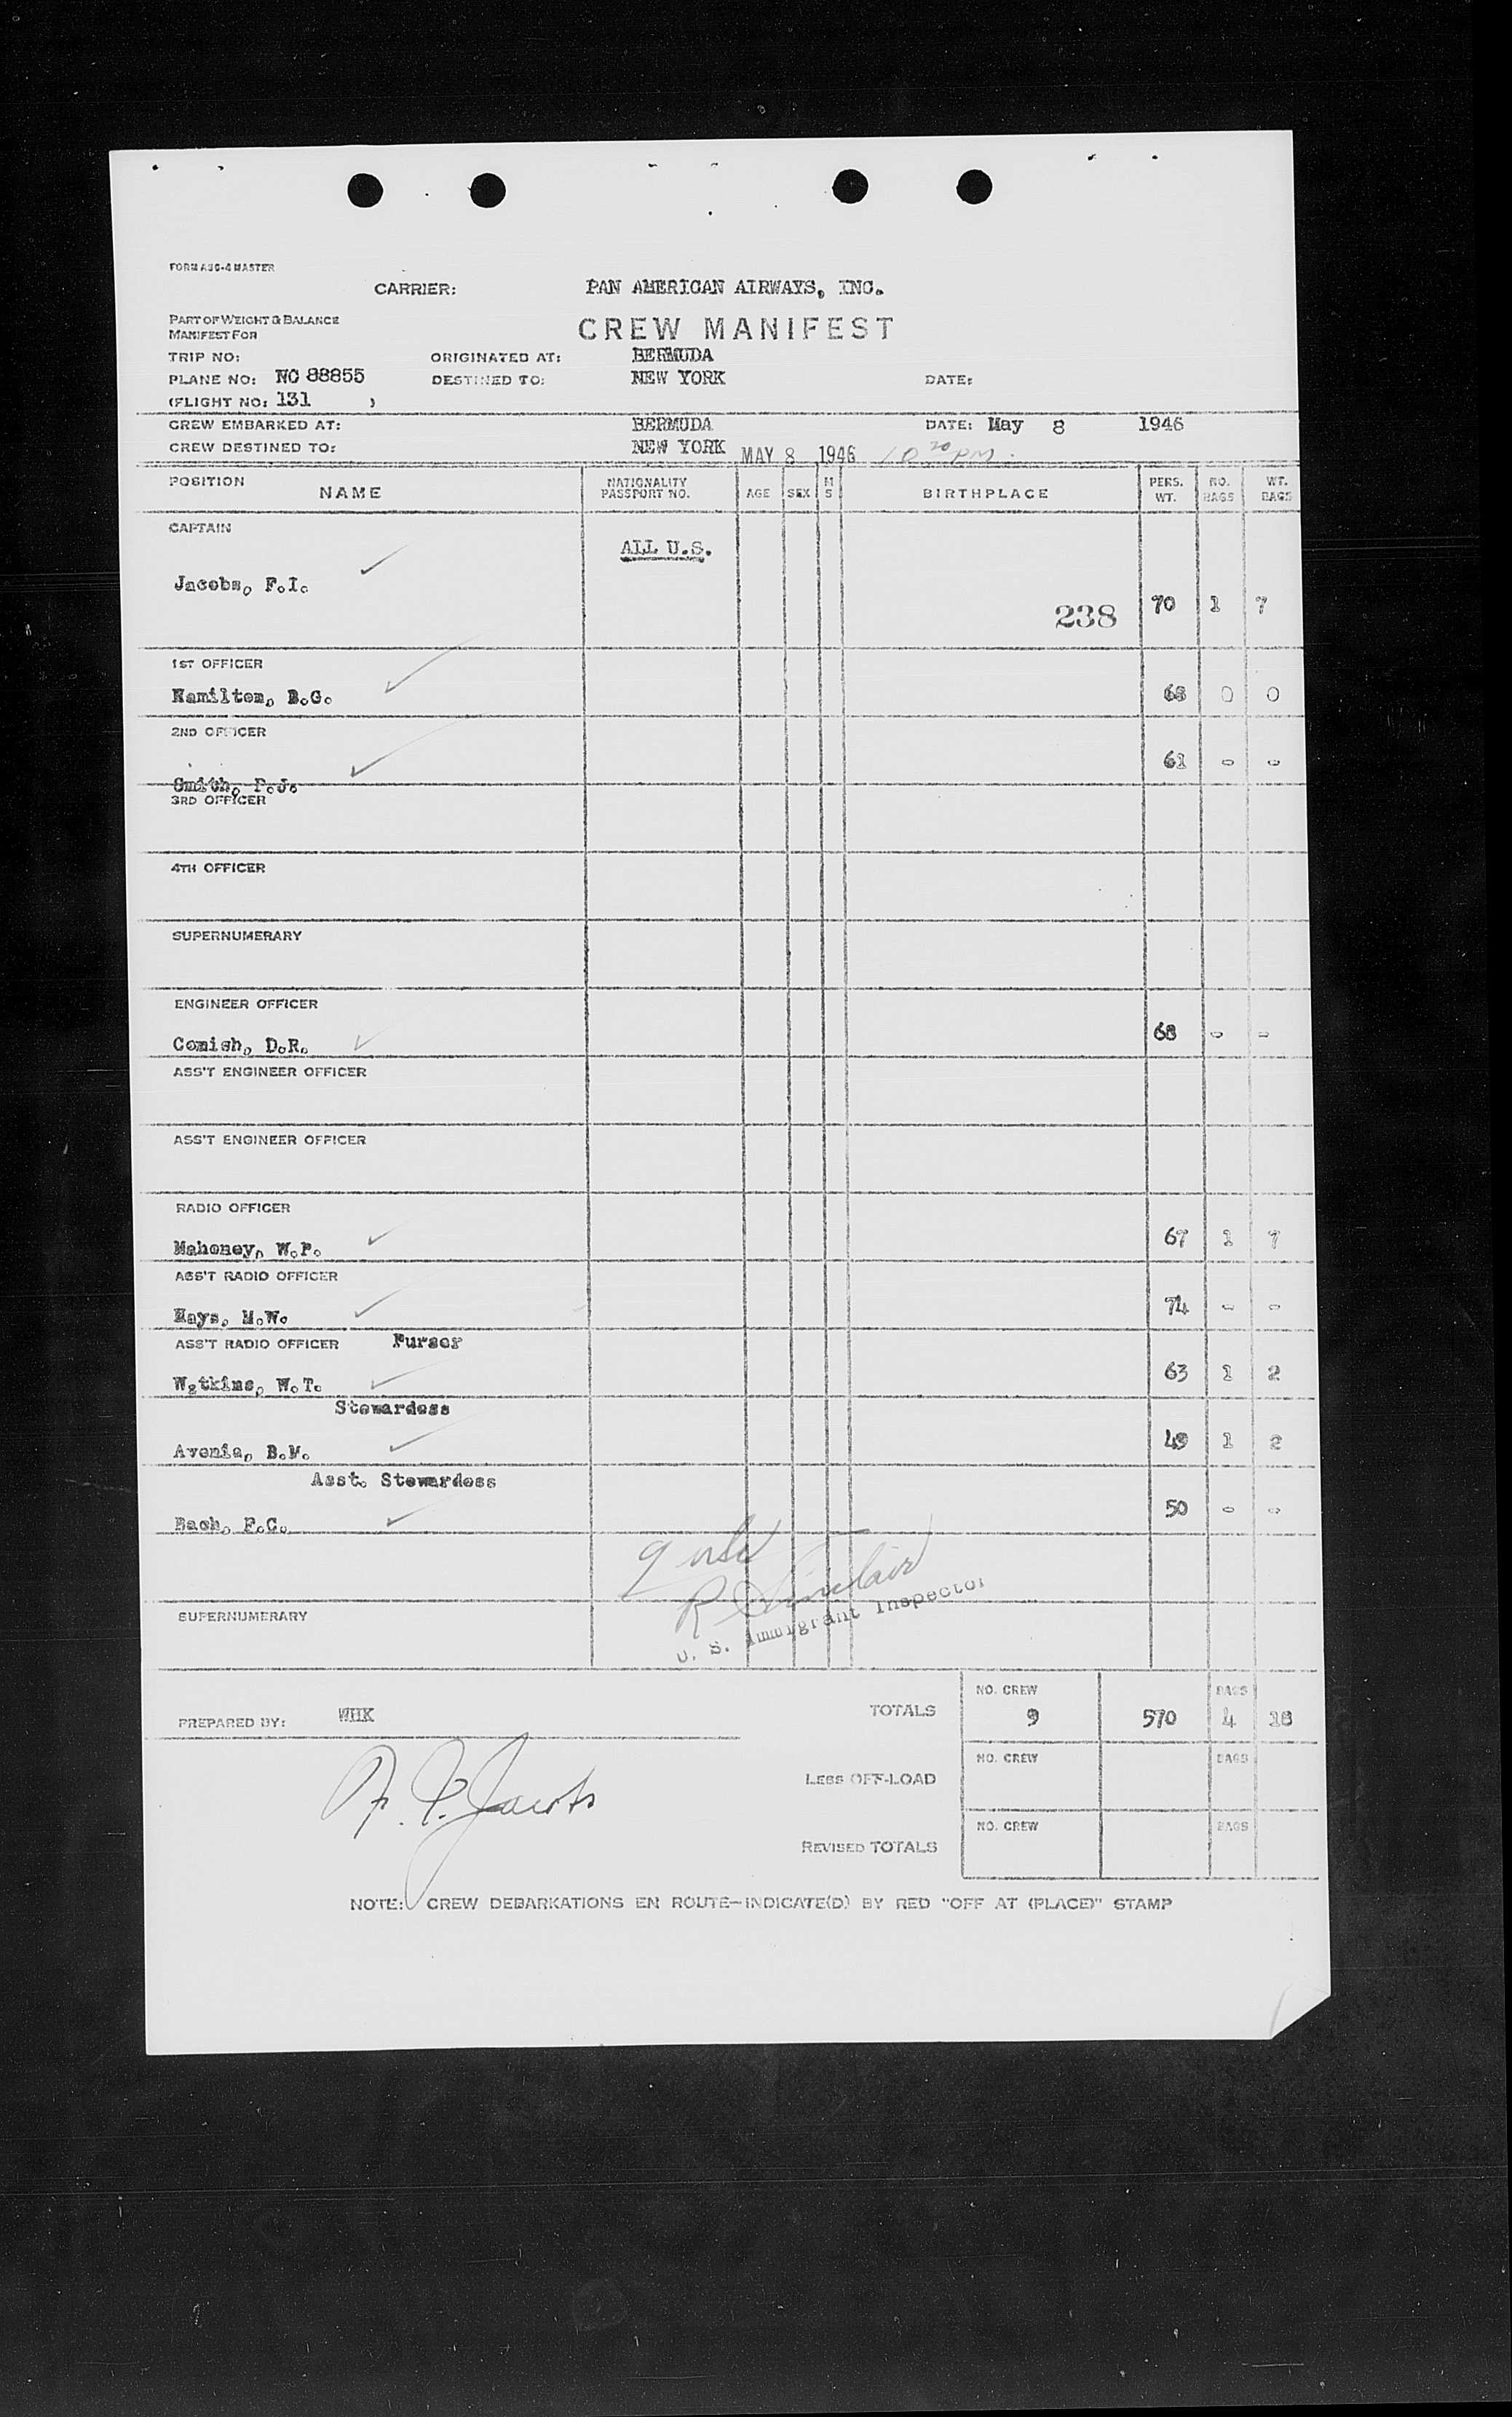 FORM ASC-4 MASTER
CARRIER: PAN AMERICAN AIRWAYS, INC.
PART OF WEIGHT & BALANCE
MANIFEST FOR
CREW MANIFEST
TRIP NO: ORIGINATED AT: BERMUDA
PLANE NO: NC 88855 DESTINED TO: NEW YORK DATE:
(FLIGHT NO: 131 )
CREW EMBARKED AT: BERMUDA DATE: May 8 1946
CREW DESTINED TO: NEW YORK MAY 8 1946 10 20 PM.
POSITION NAME NATIONALITY PASSPORT NO. AGE SEX M S BIRTHPLACE PERS. WT. NO. BAGS WT. BAGS
CAPTAIN
ALL U.S.
Jacobs, F.I. 238 70 1 7
1ST OFFICER
Hamilton, B.G. 68 0 0
2ND OFFICER
Smith, P.J. 61 - -
3RD OFFICER
4TH OFFICER
SUPERNUMERARY
ENGINEER OFFICER
Comish, D.R. 68 - -
ASS'T ENGINEER OFFICER
ASS'T ENGINEER OFFICER
RADIO OFFICER
Mahoney, W.P. 67 1 7
ASS'T RADIO OFFICER
Hays, M.W. 74 - -
ASS'T RADIO OFFICER Purser
Watkins, W.T. 63 1 2
Stewardess
Avenia, B.M. 49 1 2
Asst. Stewardess
Bach, F.C. 50 - -
9 
R Sinclair
U. S. Immigrant Inspector
SUPERNUMERARY
PREPARED BY: WHK TOTALS NO. CREW 9 570 BAGS 4 18
LESS OFF-LOAD NO. CREW BAGS
F. I. Jacobs
REVISED TOTALS NO. CREW BAGS
NOTE: CREW DEBARKATIONS EN ROUTE—INDICATE(D) BY RED "OFF AT (PLACE)" STAMP